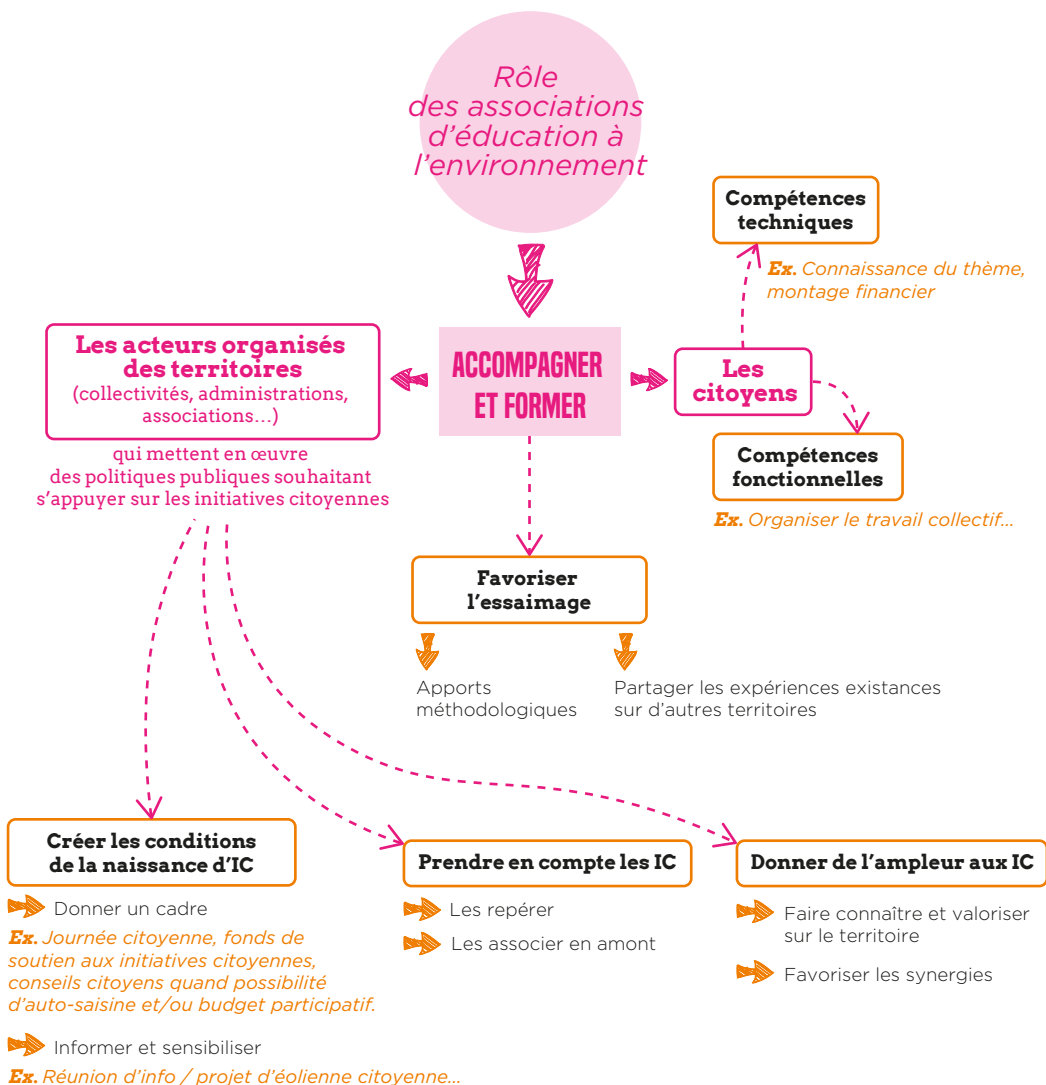 Rôle
des associations
d'éducation à
l'environnement
Compétences
techniques
Ex. Connaissance du thème,
montage financier
Les acteurs organisés
des territoires
(collectivités, administrations,
associations…)
qui mettent en œuvre
des politiques publiques souhaitant
s'appuyer sur les initiatives citoyennes
ACCOMPAGNER
ET FORMER
Les
citoyens
Compétences
fonctionnelles
Ex. Organiser le travail collectif...
Favoriser
l'essaimage
Apports
méthodologiques
Partager les expériences existances
sur d'autres territoires
Créer les conditions
de la naissance d'IC
Donner un cadre
Ex. Journée citoyenne, fonds de
soutien aux initiatives citoyennes,
conseils citoyens quand possibilité
d'auto-saisine et/ou budget participatif.
Informer et sensibiliser
Ex. Réunion d'info / projet d'éolienne citoyenne...
Prendre en compte les IC
Les repérer
Les associer en amont
Donner de l'ampleur aux IC
Faire connaître et valoriser
sur le territoire
Favoriser les synergies